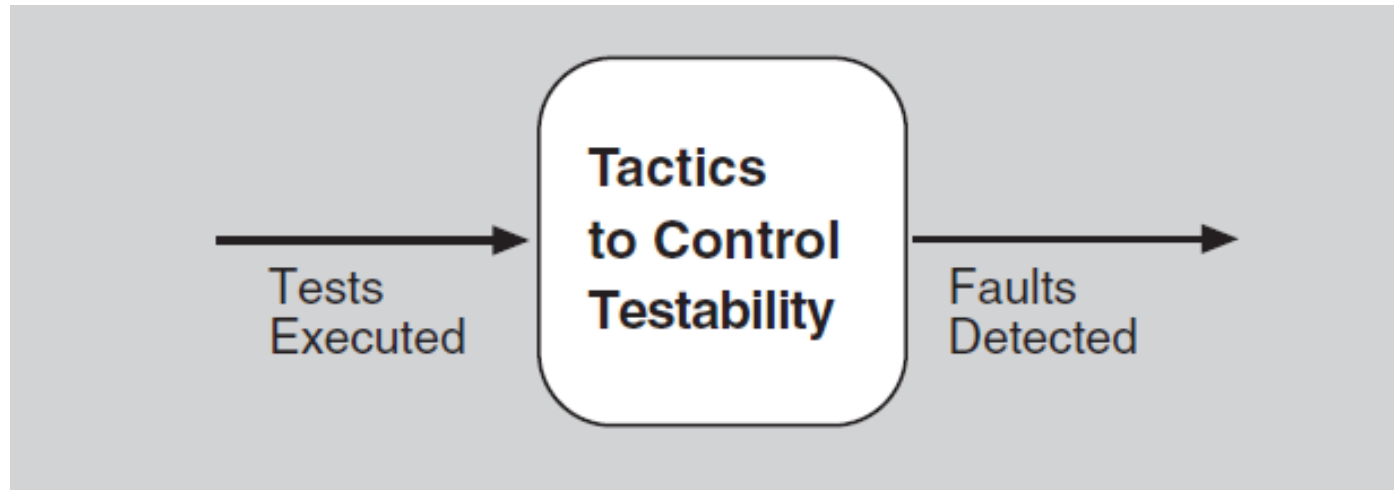 Tests
Executed
Tactics
to Control
Testability
Faults
Detected